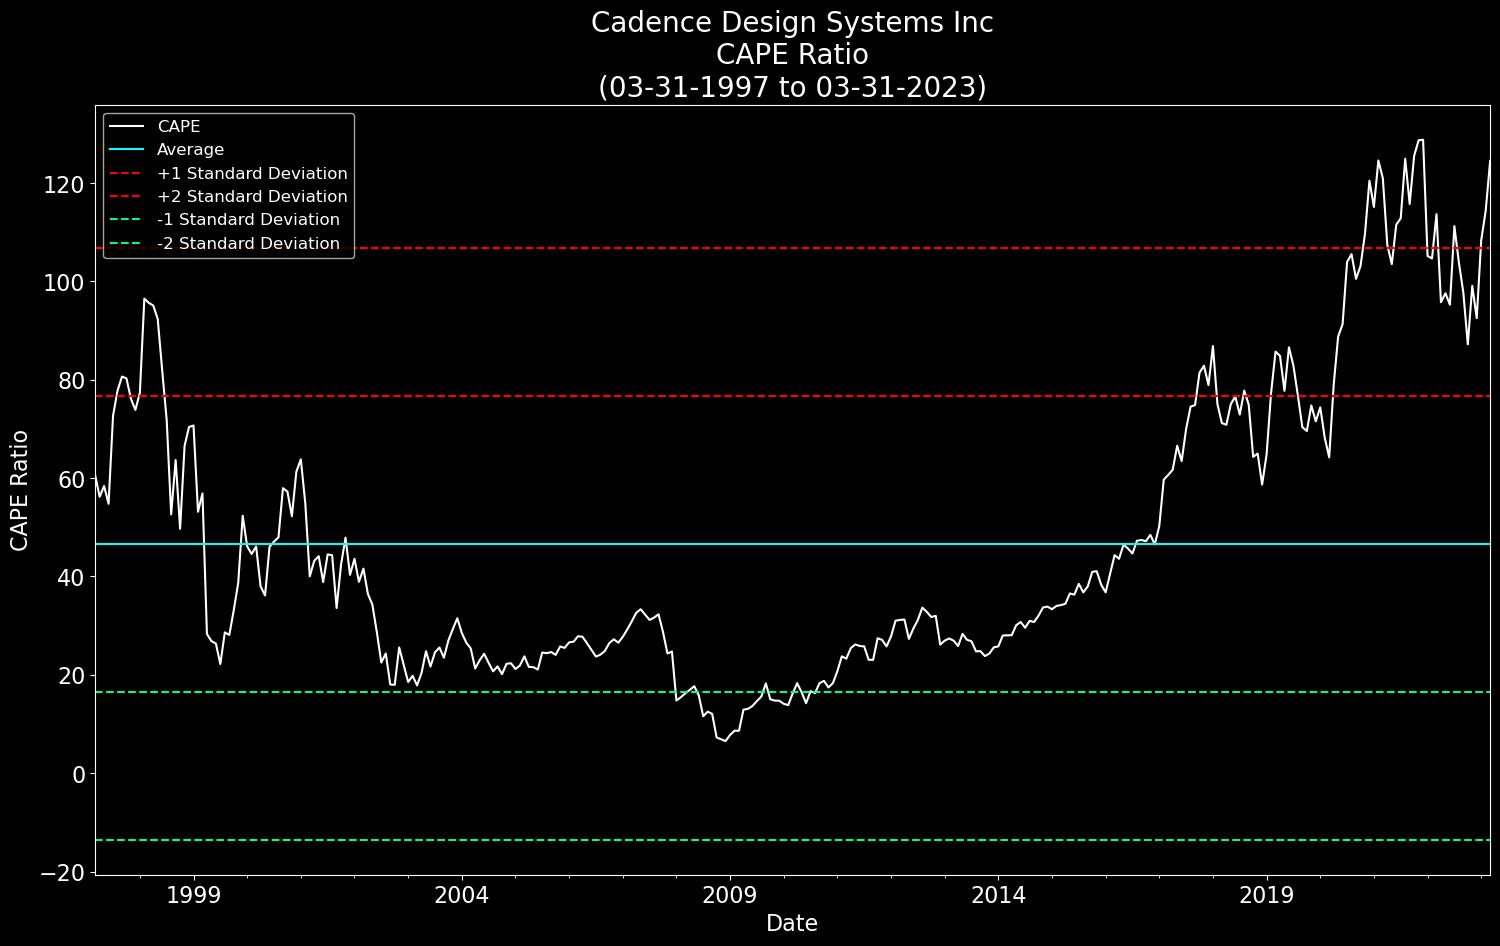 Cadence Design Systems Inc
CAPE Ratio
(03-31-1997 to 03-31-2023)
CAPE
Average
+1 Standard Deviation
+2 Standard Deviation
-1 Standard Deviation
-2 Standard Deviation
CAPE Ratio
120
100
80
60
40
20
0
−20
1999
2004
2009
2014
2019
Date